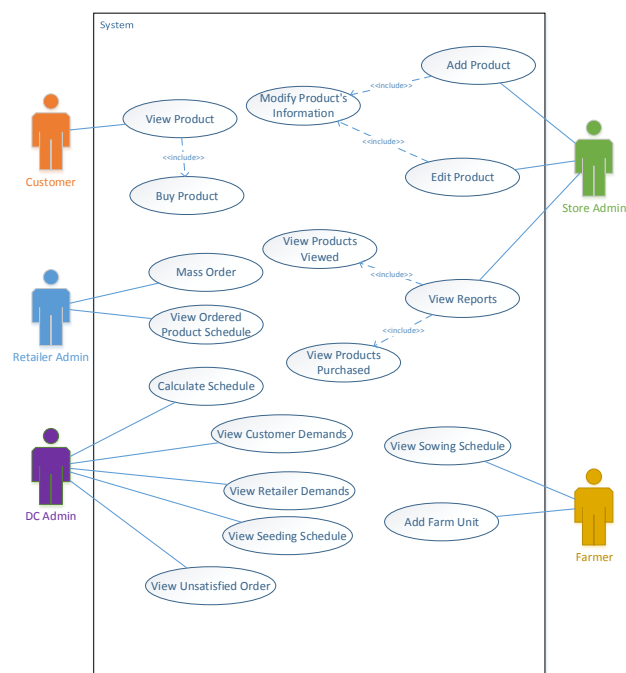 System
Add Product
<<include>>
Modify Product's
Information
View Product
<<include>>
<<include>>
Customer
Buy Product
Edit Product
Store Admin
View Products
Viewed
Mass Order
<<include>>
View Reports
View Ordered
Product Schedule
<<include>>
Retailer Admin
View Products
Purchased
Calculate Schedule
View Customer Demands
View Sowing Schedule
View Retailer Demands
DC Admin
Add Farm Unit
View Seeding Schedule
Farmer
View Unsatisfied Order